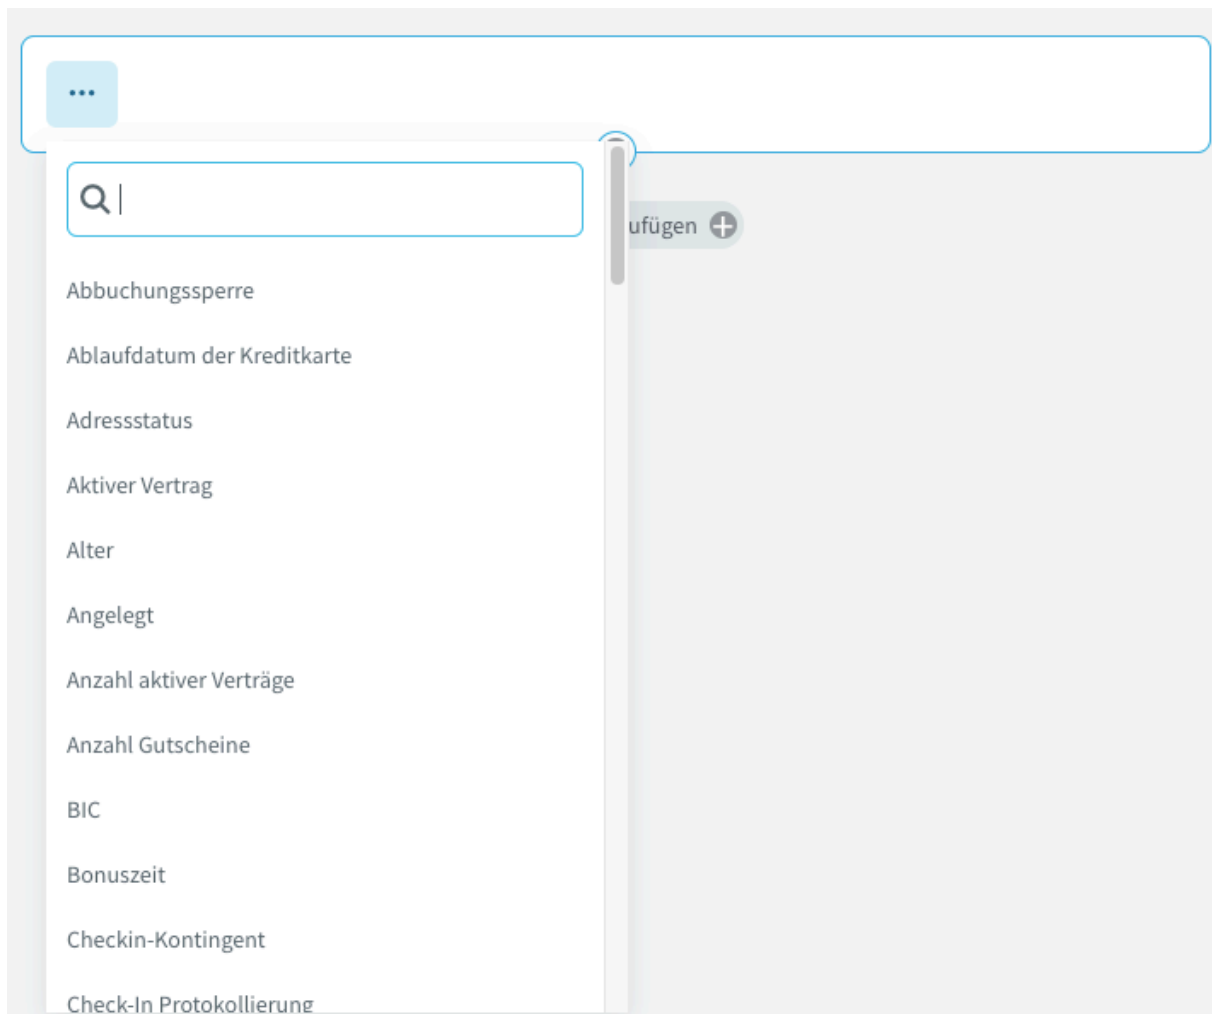 ufügen
Abbuchungssperre
Ablaufdatum der Kreditkarte
Adressstatus
Aktiver Vertrag
Alter
Angelegt
Anzahl aktiver Verträge
Anzahl Gutscheine
BIC
Bonuszeit
Checkin-Kontingent
Check-In Protokollierung